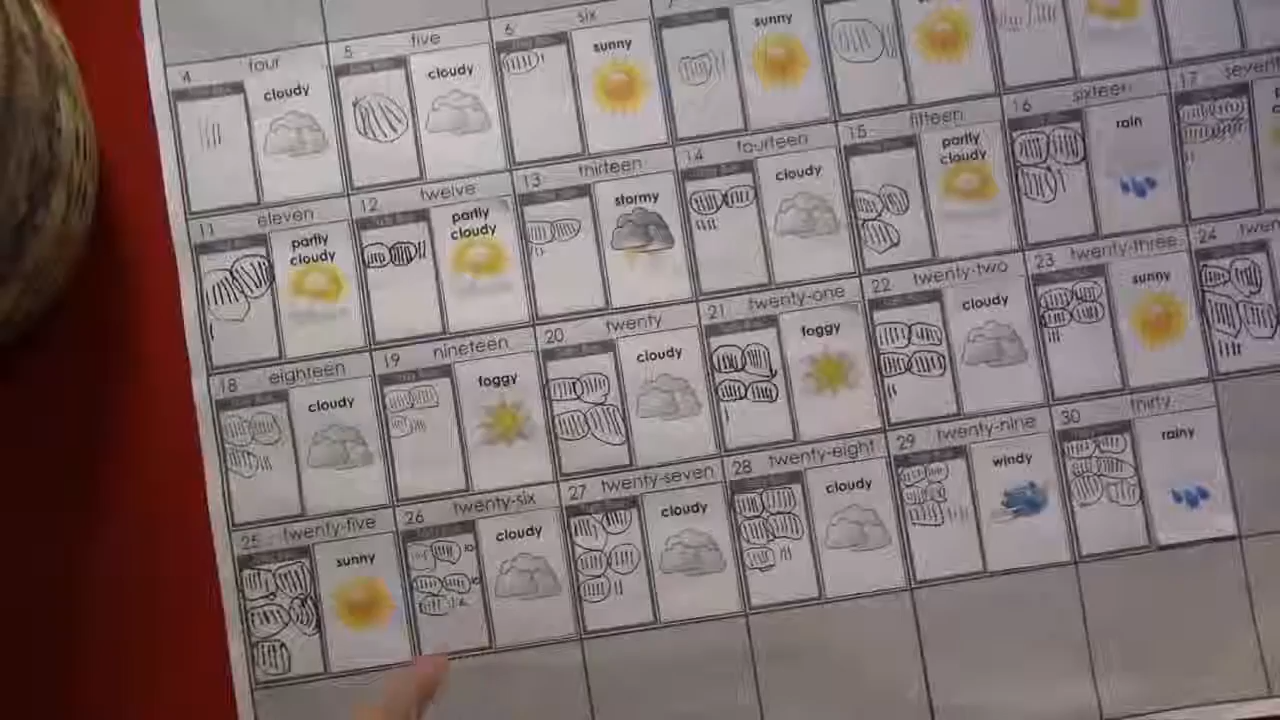 6 six
sunny
7
sunny
4 four
cloudy
5 five
cloudy
11 eleven
partly
cloudy
12 twelve
partly
cloudy
13 thirteen
stormy
14 fourteen
cloudy
15 fifteen
partly
cloudy
16 sixteen
rain
17
18 eighteen
cloudy
19 nineteen
foggy
20 twenty
cloudy
21 twenty-one
foggy
22 twenty-two
cloudy
23 twenty-three
sunny
24
25 twenty-five
sunny
26 twenty-six
cloudy
27 twenty-seven
cloudy
28 twenty-eight
cloudy
29 twenty-nine
windy
30 thirty
rainy